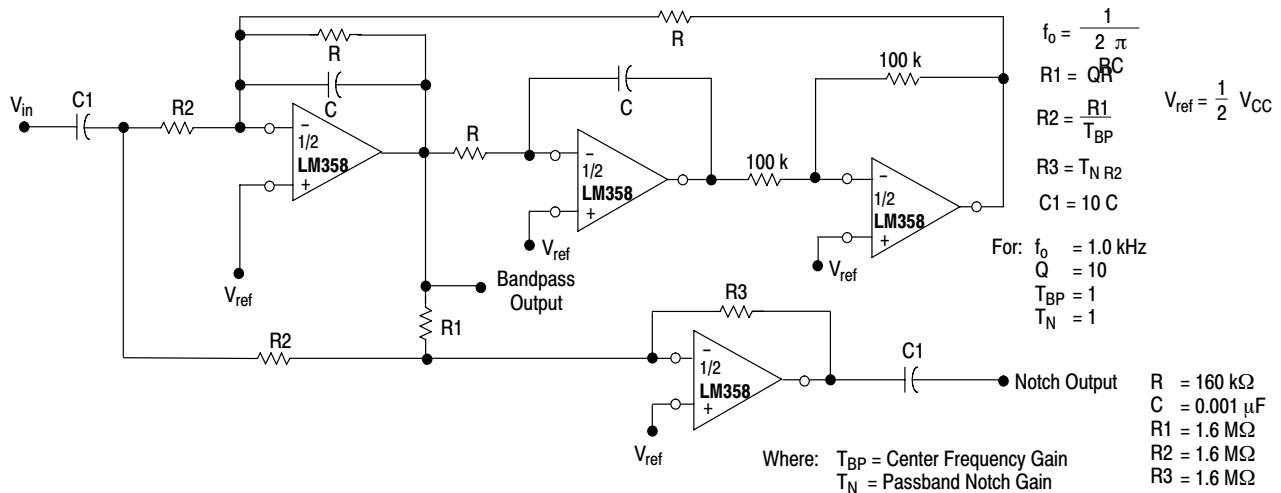 R
R
C
V_in
C1
R2
−
1/2
LM358
+
V_ref
R
C
−
1/2
LM358
+
V_ref
100 k
100 k
−
1/2
LM358
+
V_ref
Bandpass
Output
R1
R2
R3
−
1/2
LM358
+
V_ref
C1
Notch Output
f_o = 1 / 2 π RC
R1 = QR
R2 = R1 / T_BP
R3 = T_N R2
C1 = 10 C
V_ref = 1/2 V_CC
For: f_o = 1.0 kHz
Q = 10
T_BP = 1
T_N = 1
R = 160 kΩ
C = 0.001 μF
R1 = 1.6 MΩ
R2 = 1.6 MΩ
R3 = 1.6 MΩ
Where: T_BP = Center Frequency Gain
T_N = Passband Notch Gain